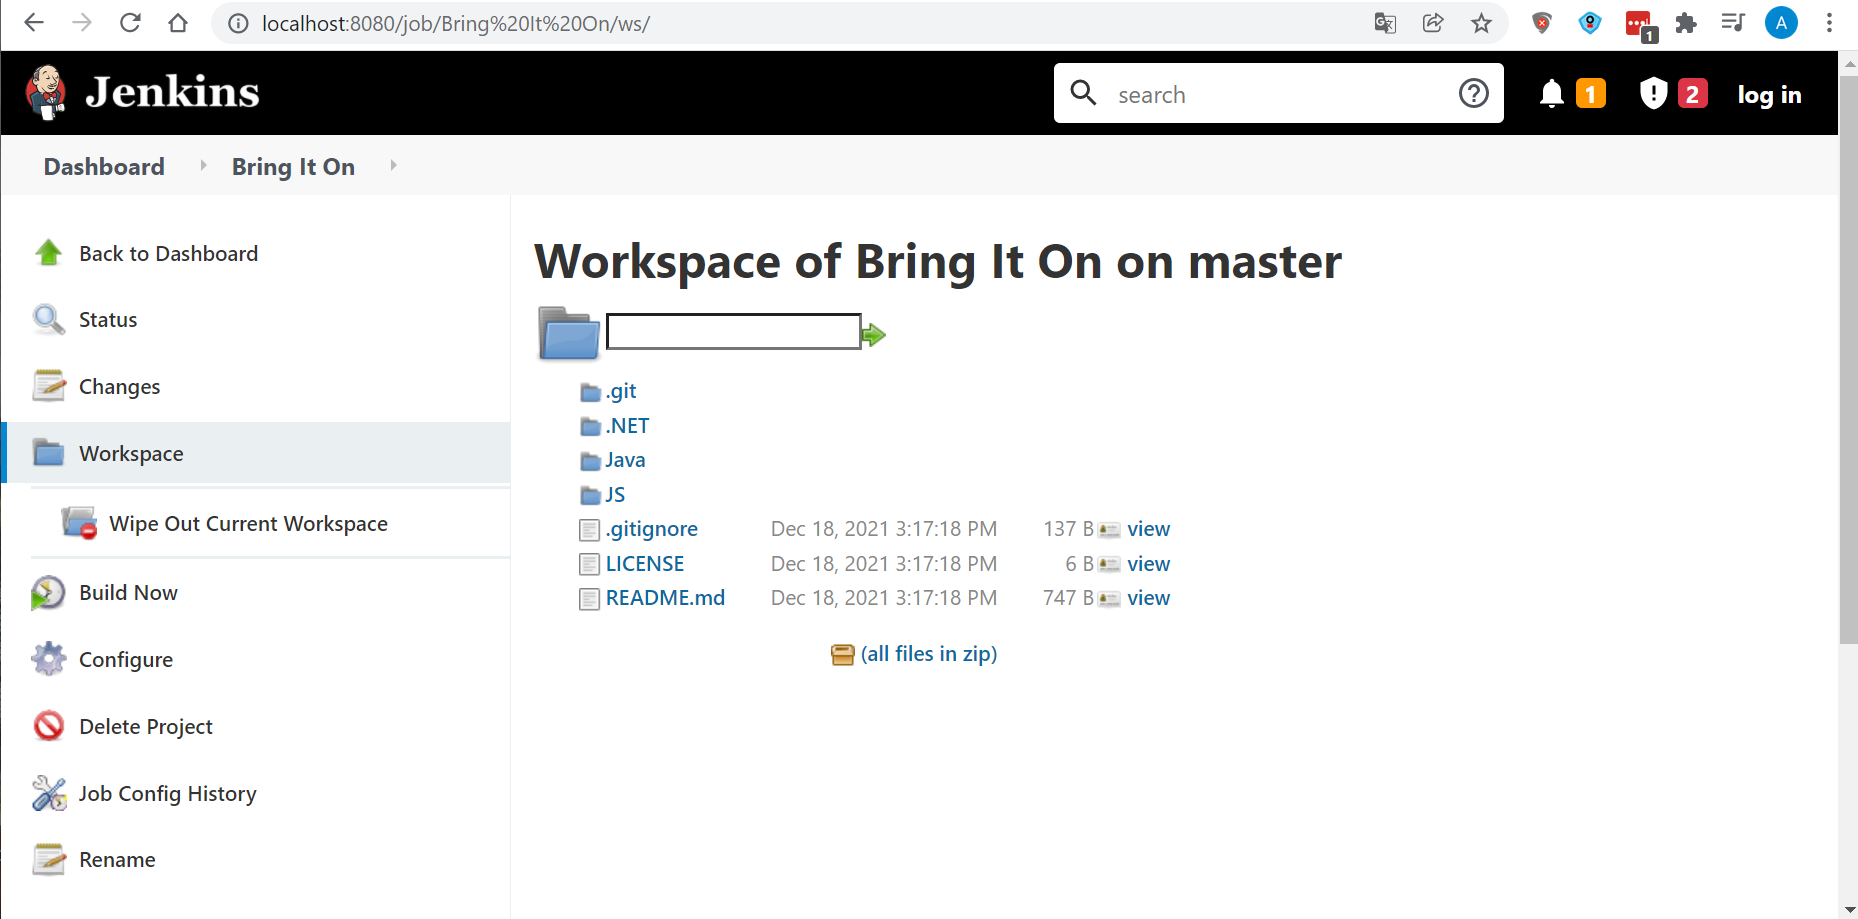 localhost:8080/job/Bring%20It%20On/ws/
1
A
Jenkins
search
1
2
log in
Dashboard
Bring It On
Back to Dashboard
Status
Changes
Workspace
Wipe Out Current Workspace
Build Now
Configure
Delete Project
Job Config History
Rename
Workspace of Bring It On on master
.git
.NET
Java
JS
.gitignore Dec 18, 2021 3:17:18 PM 137 B view
LICENSE Dec 18, 2021 3:17:18 PM 6 B view
README.md Dec 18, 2021 3:17:18 PM 747 B view
(all files in zip)